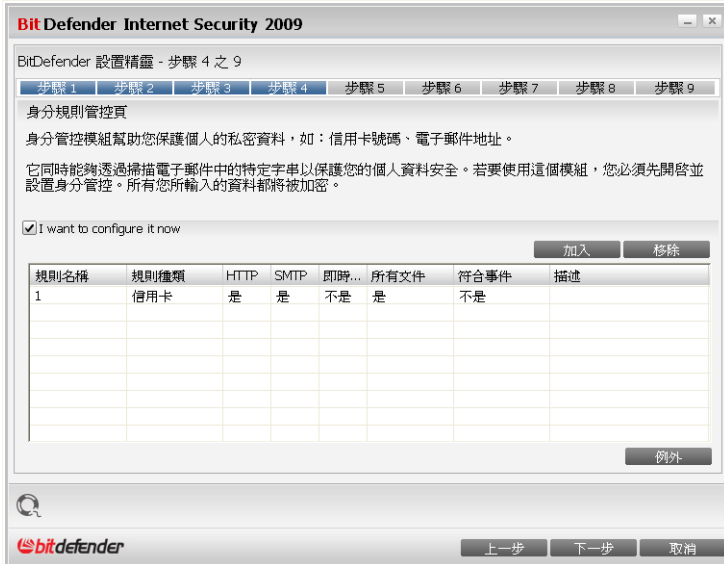 BitDefender Internet Security 2009
BitDefender 設置精靈 - 步驟 4 之 9
步驟 1 步驟 2 步驟 3 步驟 4 步驟 5 步驟 6 步驟 7 步驟 8 步驟 9
身分規則管控頁
身分管控模組幫助您保護個人的私密資料，如：信用卡號碼、電子郵件地址。
它同時能夠透過掃描電子郵件中的特定字串以保護您的個人資料安全。若要使用這個模組，您必須先開啟並
設置身分管控。所有您所輸入的資料都將被加密。
I want to configure it now
加入 移除
規則名稱 規則種類 HTTP SMTP 即時... 所有文件 符合事件 描述
1 信用卡 是 是 不是 是 不是
例外
bitdefender 上一步 下一步 取消